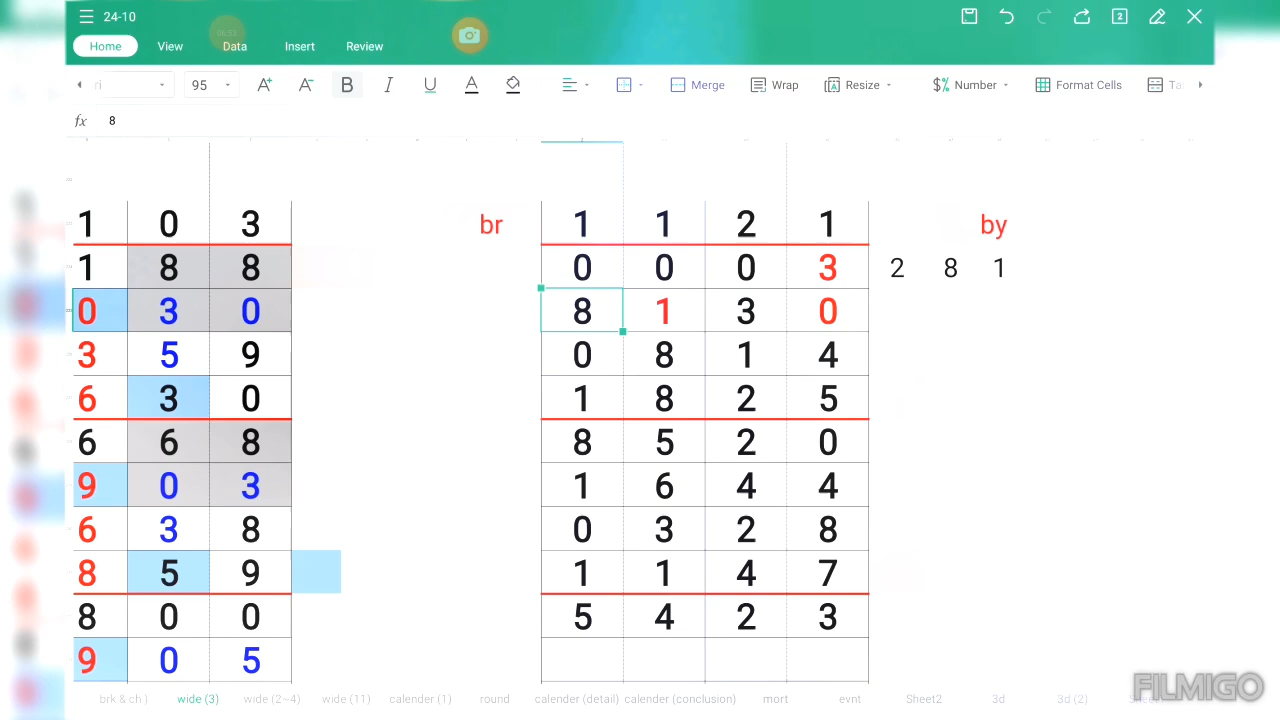 24-10
06:53
Home View Data Insert Review
ri 95 A+ A- B I U A Merge Wrap Resize $% Number Format Cells Ta
fx 8
1 0 3 br 1 1 2 1 by
1 8 8 0 0 0 3 2 8 1
0 3 0 8 1 3 0
3 5 9 0 8 1 4
6 3 0 1 8 2 5
6 6 8 8 5 2 0
9 0 3 1 6 4 4
6 3 8 0 3 2 8
8 5 9 1 1 4 7
8 0 0 5 4 2 3
9 0 5
brk & ch ) wide (3) wide (2~4) wide (11) calender (1) round calender (detail) calender (conclusion) mort evnt Sheet2 3d 3d (2)
FILMIGO